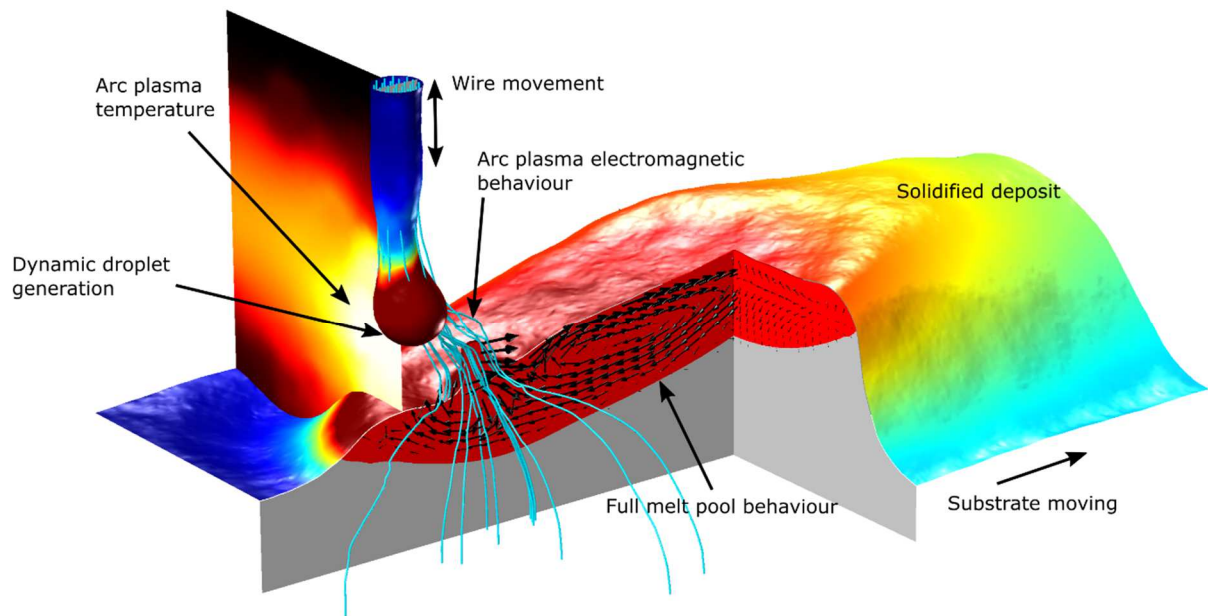 Wire movement
Arc plasma
temperature
Arc plasma electromagnetic
behaviour
Solidified deposit
Dynamic droplet
generation
Full melt pool behaviour
Substrate moving